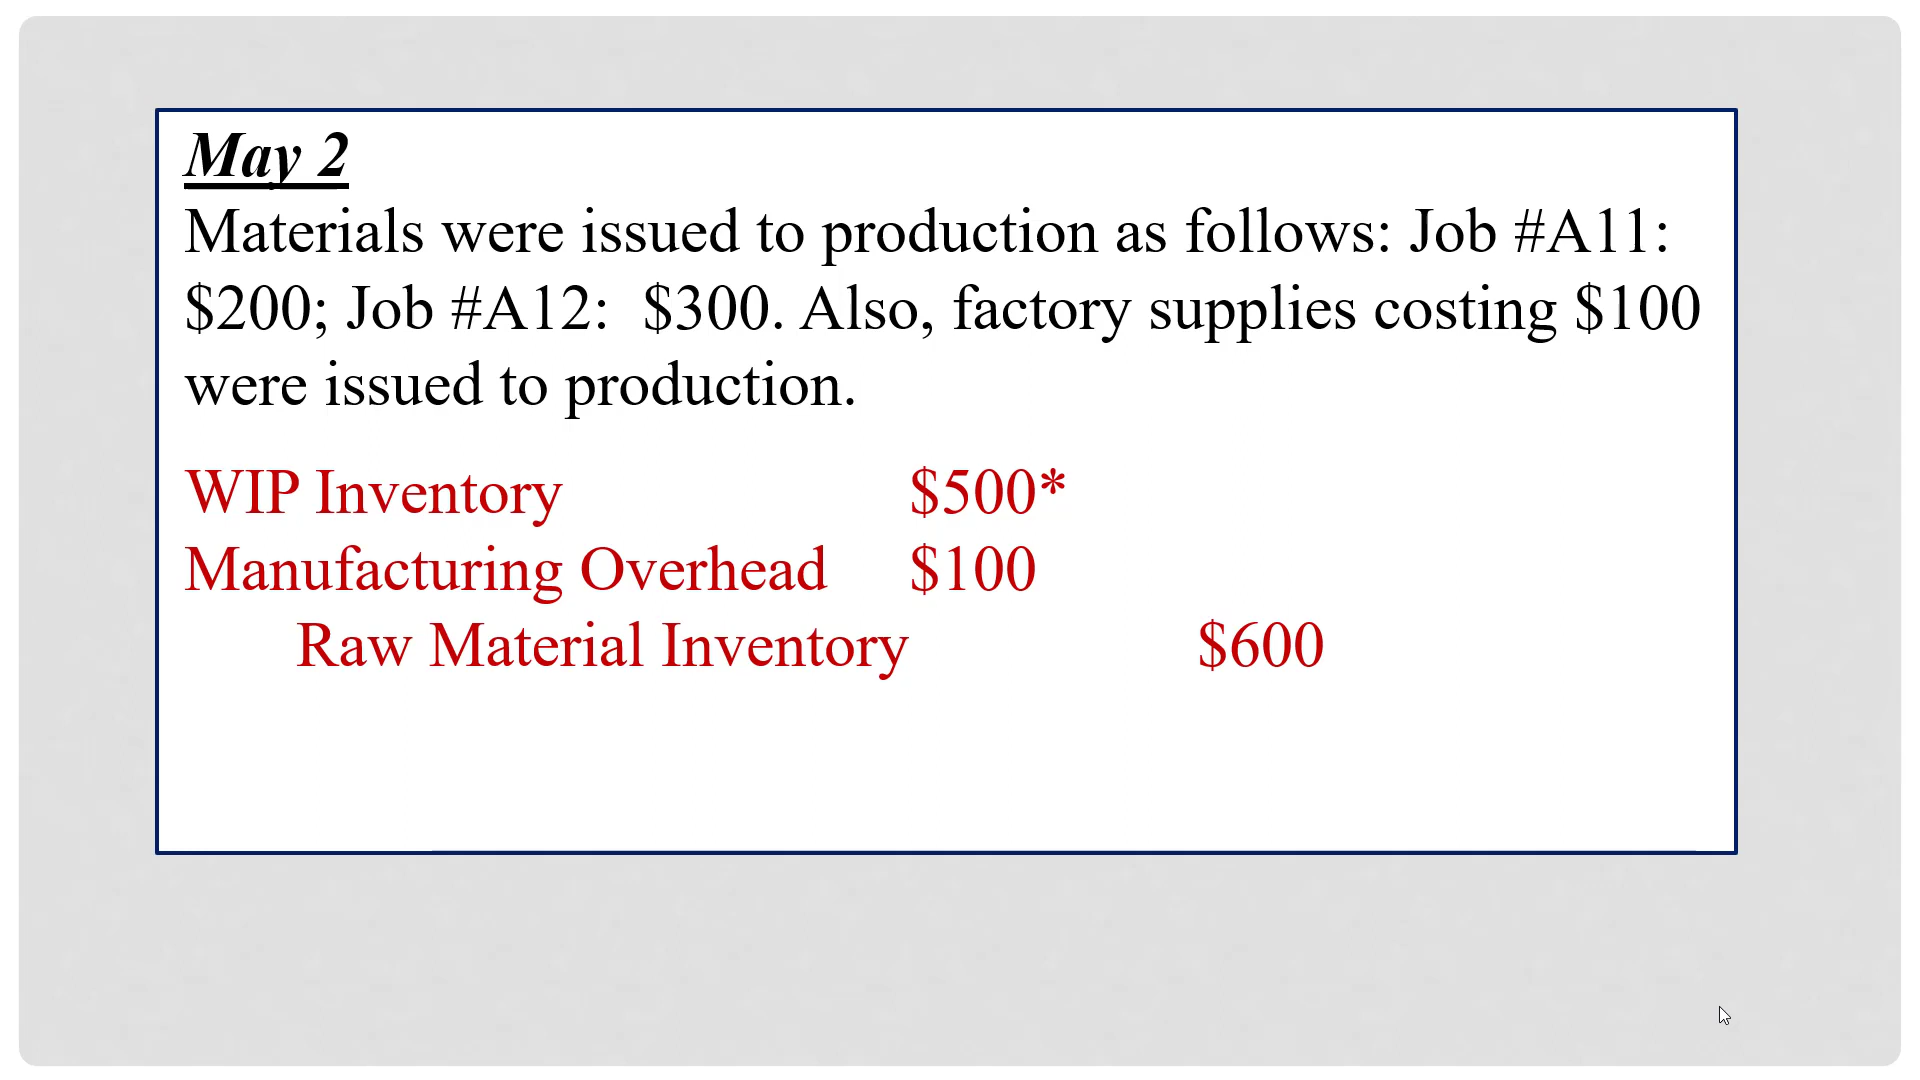 May 2
Materials were issued to production as follows: Job #A11:
$200; Job #A12:  $300. Also, factory supplies costing $100
were issued to production.
WIP Inventory $500*
Manufacturing Overhead $100
Raw Material Inventory $600